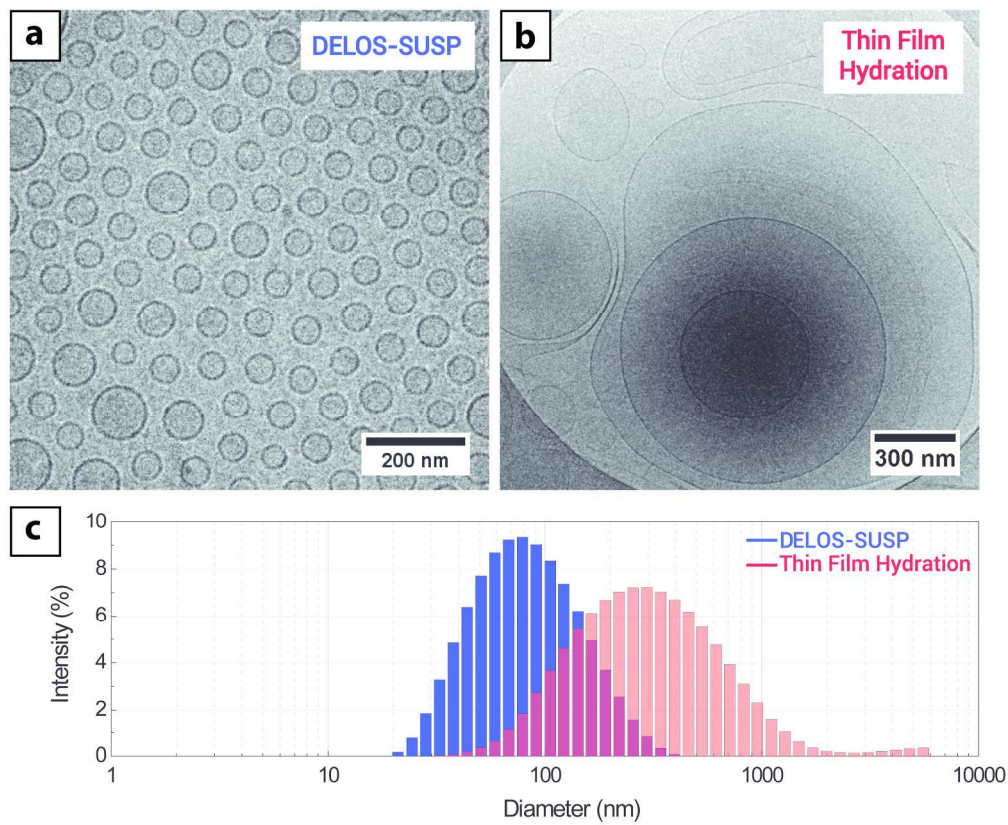 a
DELOS-SUSP
200 nm
b
Thin Film
Hydration
300 nm
c
10
8
6
4
2
0
Intensity (%)
DELOS-SUSP
Thin Film Hydration
1
10
100
1000
10000
Diameter (nm)